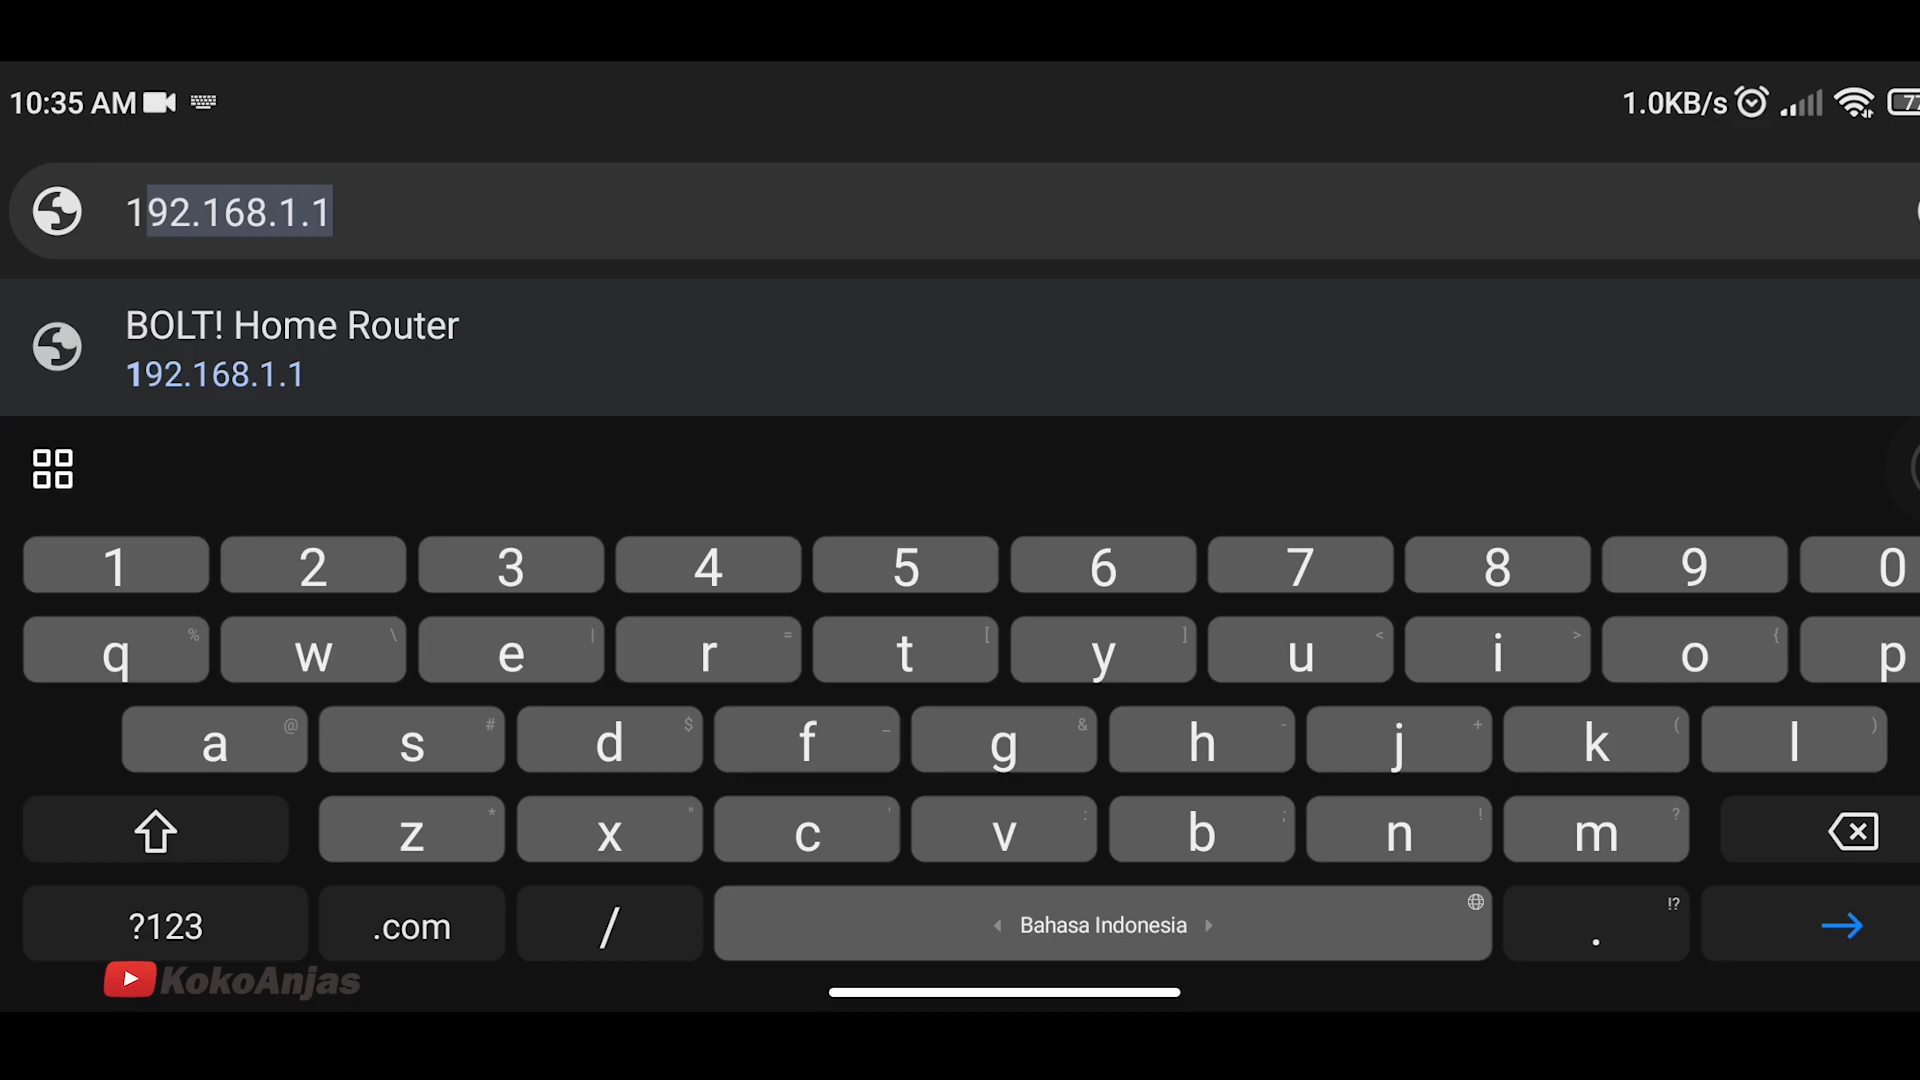 10:35 AM
1.0KB/s 77
192.168.1.1
BOLT! Home Router
192.168.1.1
1 2 3 4 5 6 7 8 9 0
q % w \ e | r = t [ y ] u < i > o { p
a @ s # d $ f _ g & h - j + k ( l )
z * x " c ' v : b ; n ! m ?
?123 .com / Bahasa Indonesia . !?
KokoAnjas